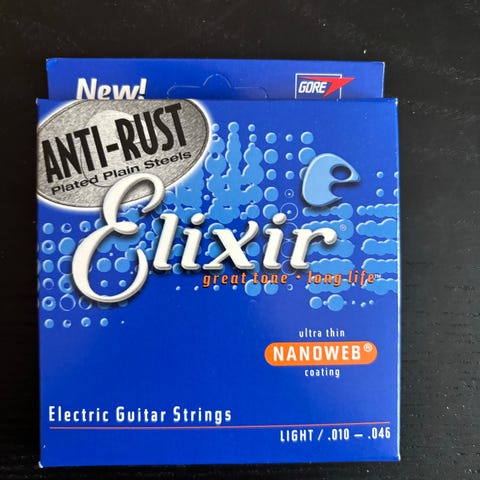 New!
GORE
ANTI-RUST
Plated Plain Steels
e
Elixir®
great tone • long life™
ultra thin
NANOWEB®
coating
Electric Guitar Strings
LIGHT / .010 — .046